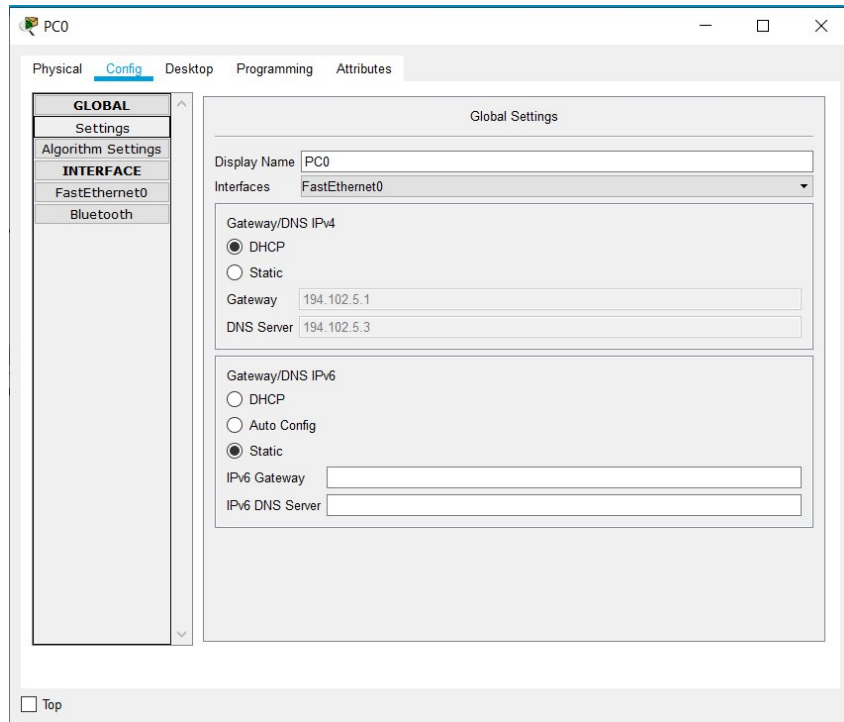 PC0
Physical Config Desktop Programming Attributes
GLOBAL
Settings
Algorithm Settings
INTERFACE
FastEthernet0
Bluetooth
Global Settings
Display Name PC0
Interfaces FastEthernet0
Gateway/DNS IPv4
DHCP
Static
Gateway 194.102.5.1
DNS Server 194.102.5.3
Gateway/DNS IPv6
DHCP
Auto Config
Static
IPv6 Gateway
IPv6 DNS Server
Top